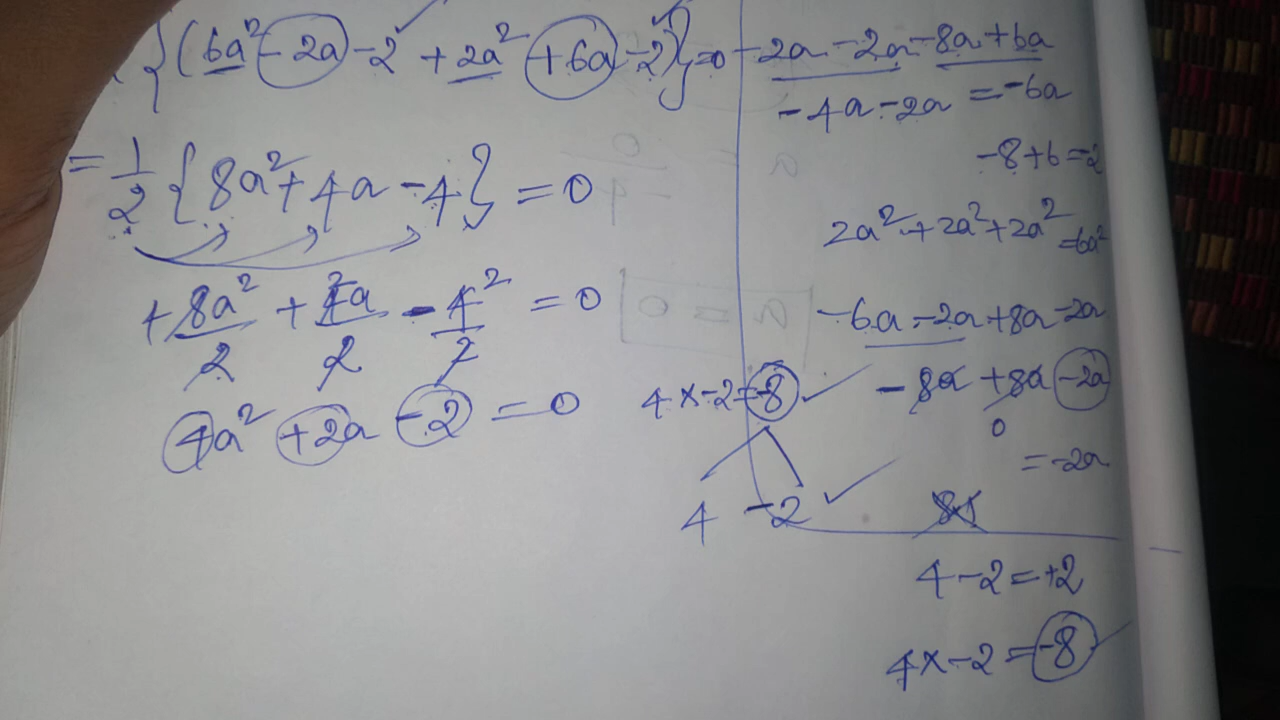 {(6a² - 2a) - 2 + 2a² + 6a - 2)} = 0
= 1/2 {8a² + 4a - 4} = 0
+ 8a²/2 + 4a/2 - 4/2 = 0
4a² + 2a - 2 = 0
4 × -2 = -8
4 -2
-2a - 2a - 8a + 6a
-4a - 2a = -6a
-8 + 6 = -2
2a² + 2a² + 2a² = 6a²
-6a - 2a + 8a - 2a
-8a + 8a - 2a
0
= -2a
4 - 2 = +2
4 × -2 = -8